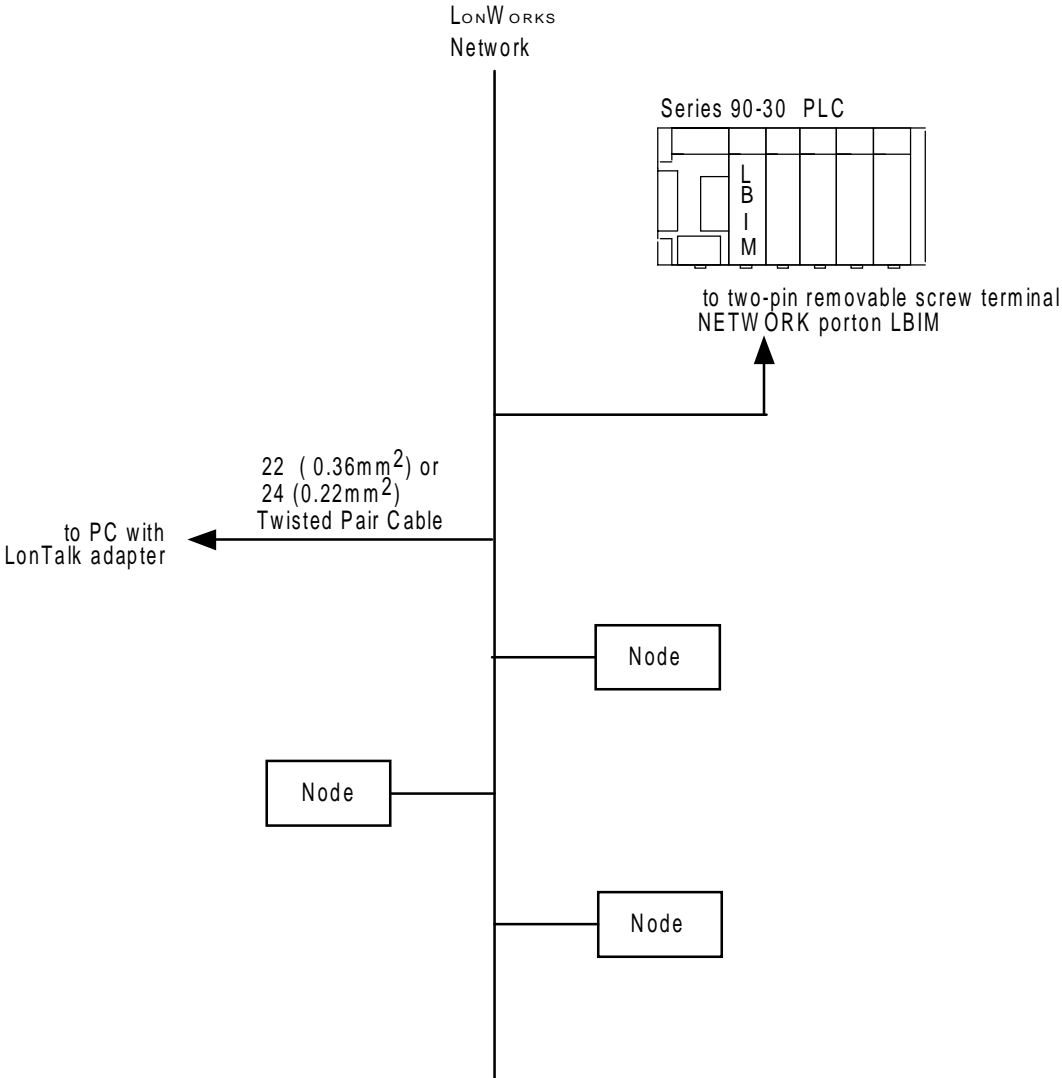 LONWORKS
Network
Series 90-30 PLC
L
B
I
M
to two-pin removable screw terminal
NETWORK porton LBIM
22 ( 0.36mm2) or
24 (0.22mm2)
Twisted Pair Cable
to PC with
LonTalk adapter
Node
Node
Node